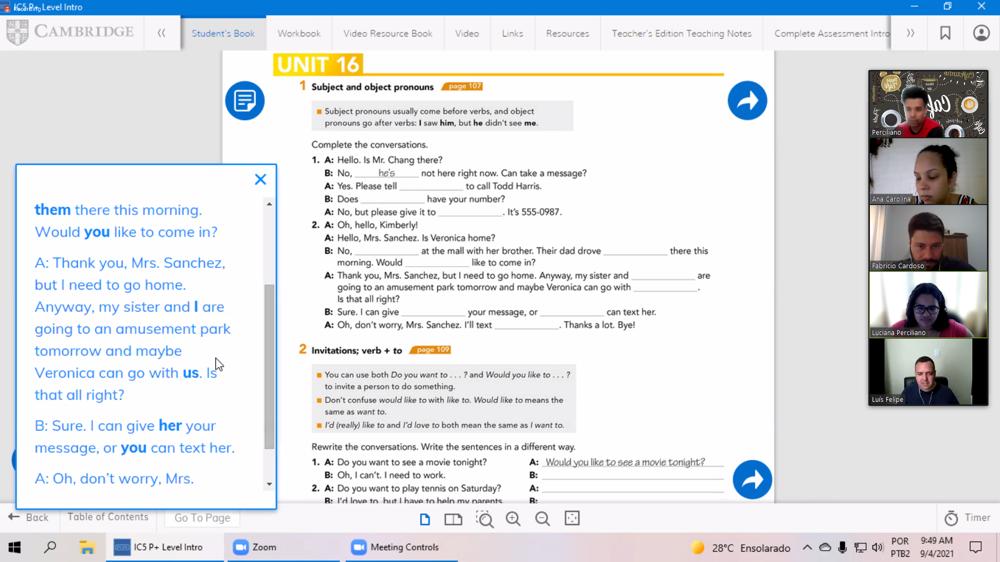 IC5 P+ Level Intro
Recording
CAMBRIDGE
Student's Book
Workbook
Video Resource Book
Video
Links
Resources
Teacher's Edition Teaching Notes
Complete Assessment Intro
UNIT 16
1 Subject and object pronouns page 107
Subject pronouns usually come before verbs, and object
pronouns go after verbs: I saw him, but he didn't see me.
Complete the conversations.
1. A: Hello. Is Mr. Chang there?
B: No, he's not here right now. Can take a message?
A: Yes. Please tell ____________ to call Todd Harris.
B: Does ____________ have your number?
A: No, but please give it to ____________. It's 555-0987.
2. A: Oh, hello, Kimberly!
A: Hello, Mrs. Sanchez. Is Veronica home?
B: No, ____________ at the mall with her brother. Their dad drove ____________ there this
morning. Would ____________ like to come in?
A: Thank you, Mrs. Sanchez, but I need to go home. Anyway, my sister and ____________ are
going to an amusement park tomorrow and maybe Veronica can go with ____________.
Is that all right?
B: Sure. I can give ____________ your message, or ____________ can text her.
A: Oh, don't worry, Mrs. Sanchez. I'll text ____________. Thanks a lot. Bye!
2 Invitations; verb + to page 109
You can use both Do you want to . . . ? and Would you like to . . . ?
to invite a person to do something.
Don't confuse would like to with like to. Would like to means the
same as want to.
I'd (really) like to and I'd love to both mean the same as I want to.
Rewrite the conversations. Write the sentences in a different way.
1. A: Do you want to see a movie tonight? A: Would you like to see a movie tonight?
B: Oh, I can't. I need to work. B:
2. A: Do you want to play tennis on Saturday? A:
B: I'd love to, but I have to help my parents. B:
them there this morning.
Would you like to come in?
A: Thank you, Mrs. Sanchez,
but I need to go home.
Anyway, my sister and I are
going to an amusement park
tomorrow and maybe
Veronica can go with us. Is
that all right?
B: Sure. I can give her your
message, or you can text her.
A: Oh, don't worry, Mrs.
Perciliano
Ana Carolina
Fabricio Cardoso
Luciana Perciliano
Luís Felipe
Back
Table of Contents
Go To Page
Timer
IC5 P+ Level Intro
Zoom
Meeting Controls
28°C Ensolarado
POR
PTB2
9:49 AM
9/4/2021